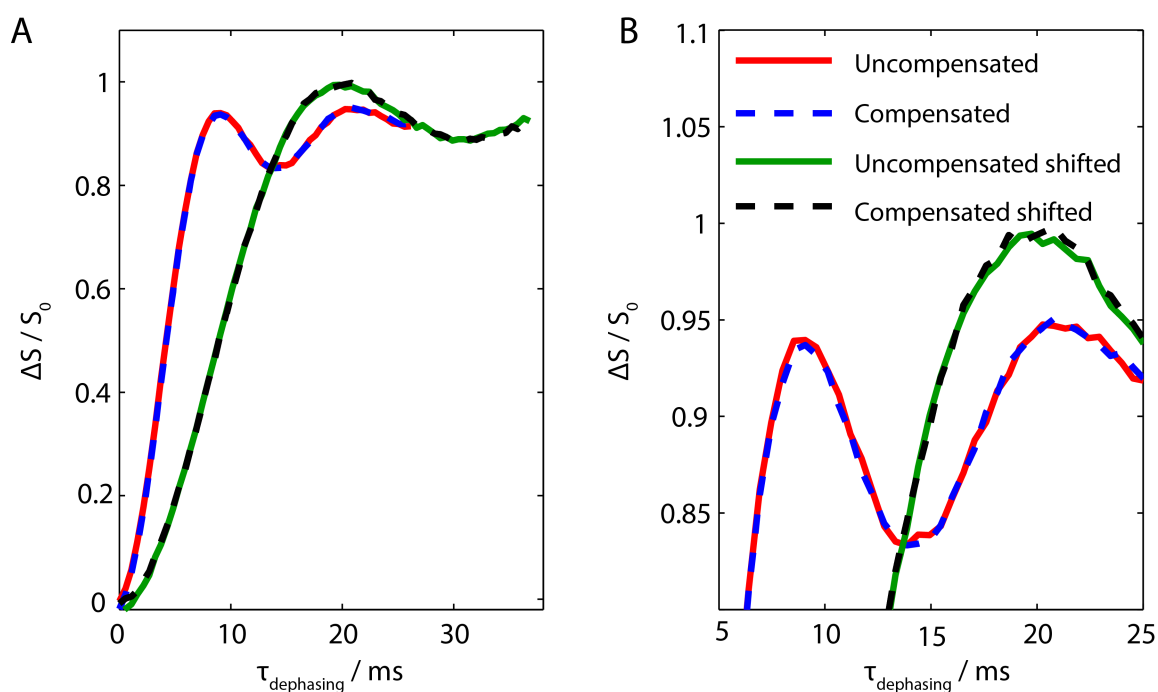 A
1
0.8
0.6
0.4
0.2
0
0
10
20
30
ΔS / S0
τdephasing / ms
B
1.1
1.05
1
0.95
0.9
0.85
5
10
15
20
25
ΔS / S0
τdephasing / ms
Uncompensated
Compensated
Uncompensated shifted
Compensated shifted